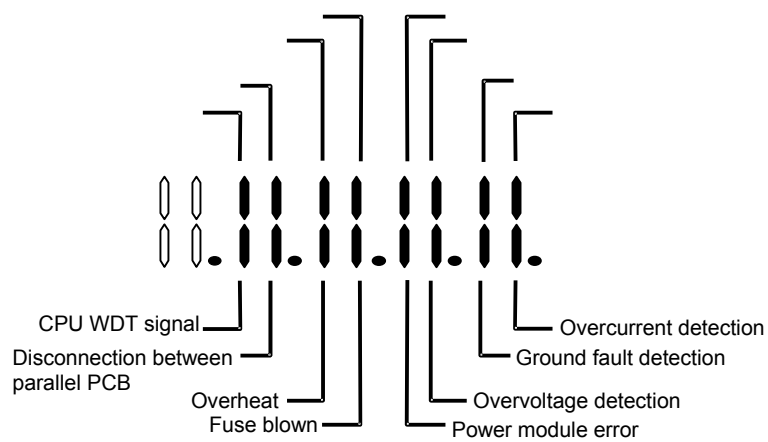 CPU WDT signal
Overcurrent detection
Disconnection between
parallel PCB
Ground fault detection
Overheat
Overvoltage detection
Fuse blown
Power module error